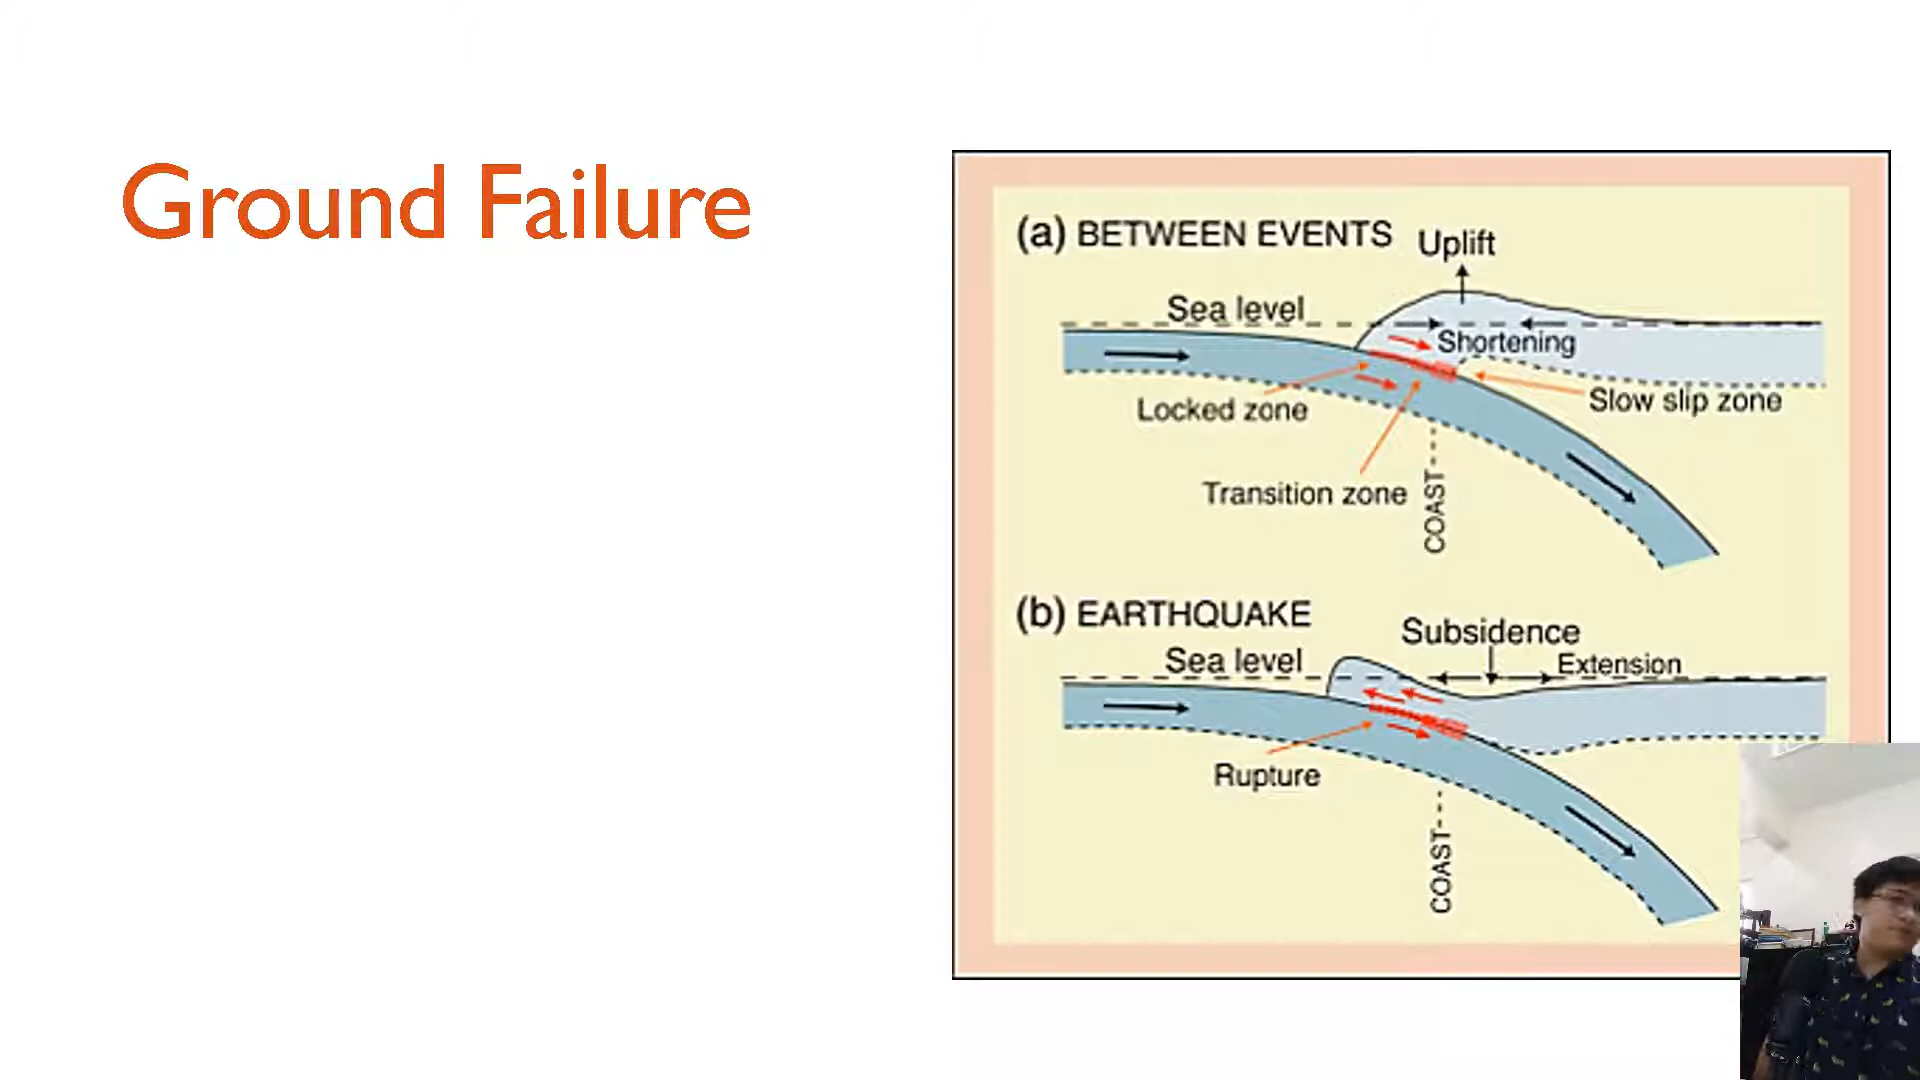 Ground Failure
(a) BETWEEN EVENTS
Uplift
Sea level
Shortening
Locked zone
Slow slip zone
Transition zone
COAST
(b) EARTHQUAKE
Subsidence
Sea level
Extension
Rupture
COAST